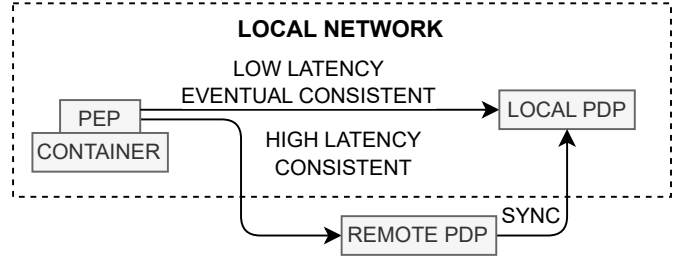 LOCAL NETWORK
LOW LATENCY
EVENTUAL CONSISTENT
PEP
CONTAINER
LOCAL PDP
HIGH LATENCY
CONSISTENT
SYNC
REMOTE PDP